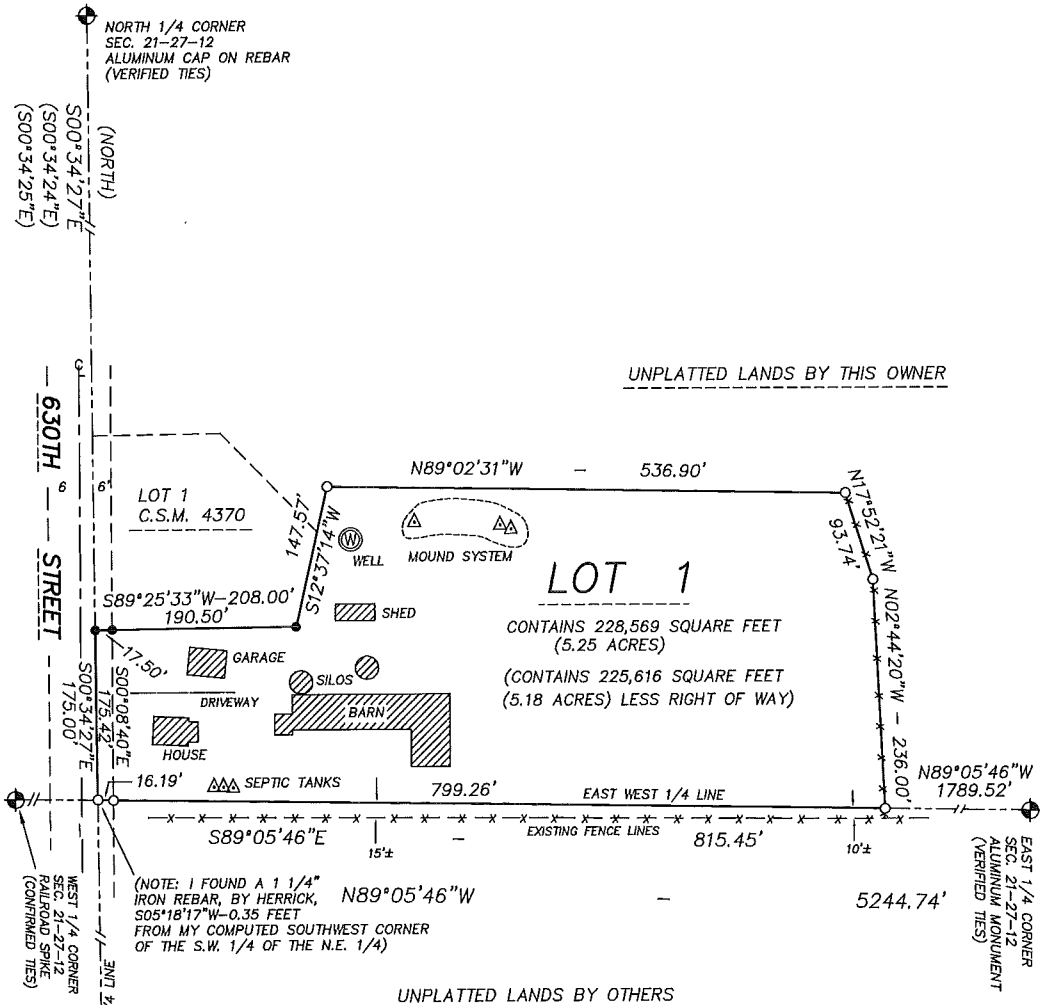 NORTH 1/4 CORNER
SEC. 21-27-12
ALUMINUM CAP ON REBAR
(VERIFIED TIES)
(NORTH)
S00°34'27"E
(S00°34'24"E)
(S00°34'25"E)
UNPLATTED LANDS BY THIS OWNER
630TH STREET
6 6'
LOT 1
C.S.M. 4370
N89°02'31"W - 536.90'
N17°52'21"W
93.74'
147.57'
S12°37'14"W
W
WELL
MOUND SYSTEM
LOT 1
CONTAINS 228,569 SQUARE FEET
(5.25 ACRES)
(CONTAINS 225,616 SQUARE FEET
(5.18 ACRES) LESS RIGHT OF WAY)
N02°44'20"W - 236.00'
S89°25'33"W-208.00'
190.50'
SHED
17.50'
GARAGE
SILOS
DRIVEWAY
BARN
HOUSE
S00°34'27"E
175.00'
S00°08'40"E
175.42'
16.19'
SEPTIC TANKS
799.26'
EAST WEST 1/4 LINE
N89°05'46"W
1789.52'
EXISTING FENCE LINES
S89°05'46"E - 815.45'
15'±
10'±
(NOTE: I FOUND A 1 1/4"
IRON REBAR, BY HERRICK,
S05°18'17"W-0.35 FEET
FROM MY COMPUTED SOUTHWEST CORNER
OF THE S.W. 1/4 OF THE N.E. 1/4)
N89°05'46"W - 5244.74'
WEST 1/4 CORNER
SEC. 21-27-12
RAILROAD SPIKE
(CONFIRMED TIES)
EAST 1/4 CORNER
SEC. 21-27-12
ALUMINUM MONUMENT
(VERIFIED TIES)
LINE
UNPLATTED LANDS BY OTHERS